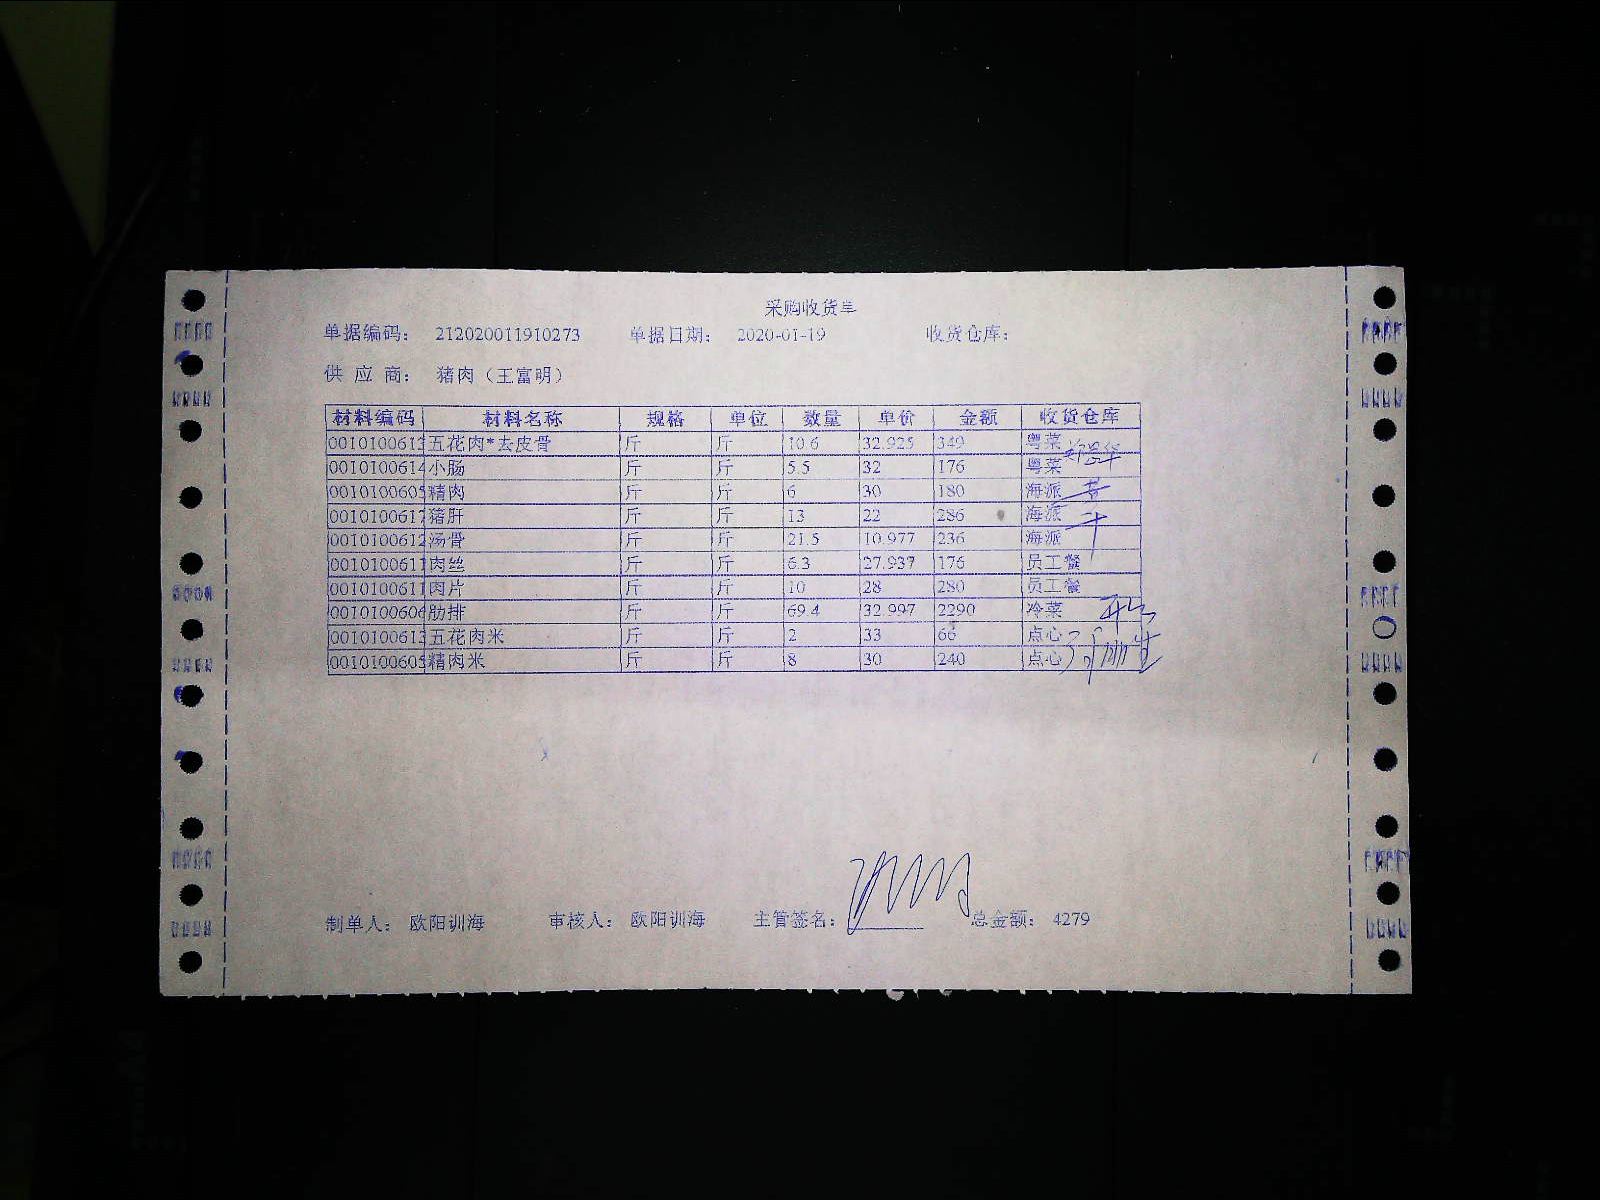 采购收货单
单据编码： 212020011910273 单据日期： 2020-01-19 收货仓库：
供 应 商： 猪肉（王富明）
材料编码 材料名称 规格 单位 数量 单价 金额 收货仓库
001010061 五花肉*去皮骨 斤 斤 10.6 32.925 349 粤菜
0010100614 小肠 斤 斤 5.5 32 176 粤菜
0010100605 精肉 斤 斤 6 30 180 海派
0010100617 猪肝 斤 斤 13 22 286 海派
0010100612 汤骨 斤 斤 21.5 10.977 236 海派
0010100611 肉丝 斤 斤 6.3 27.937 176 员工餐
0010100611 肉片 斤 斤 10 28 280 员工餐
0010100606 肋排 斤 斤 69.4 32.997 2290 冷菜
001010061 五花肉米 斤 斤 2 33 66 点心
0010100605 精肉米 斤 斤 8 30 240 点心
制单人： 欧阳训海 审核人： 欧阳训海 主管签名： 总金额： 4279